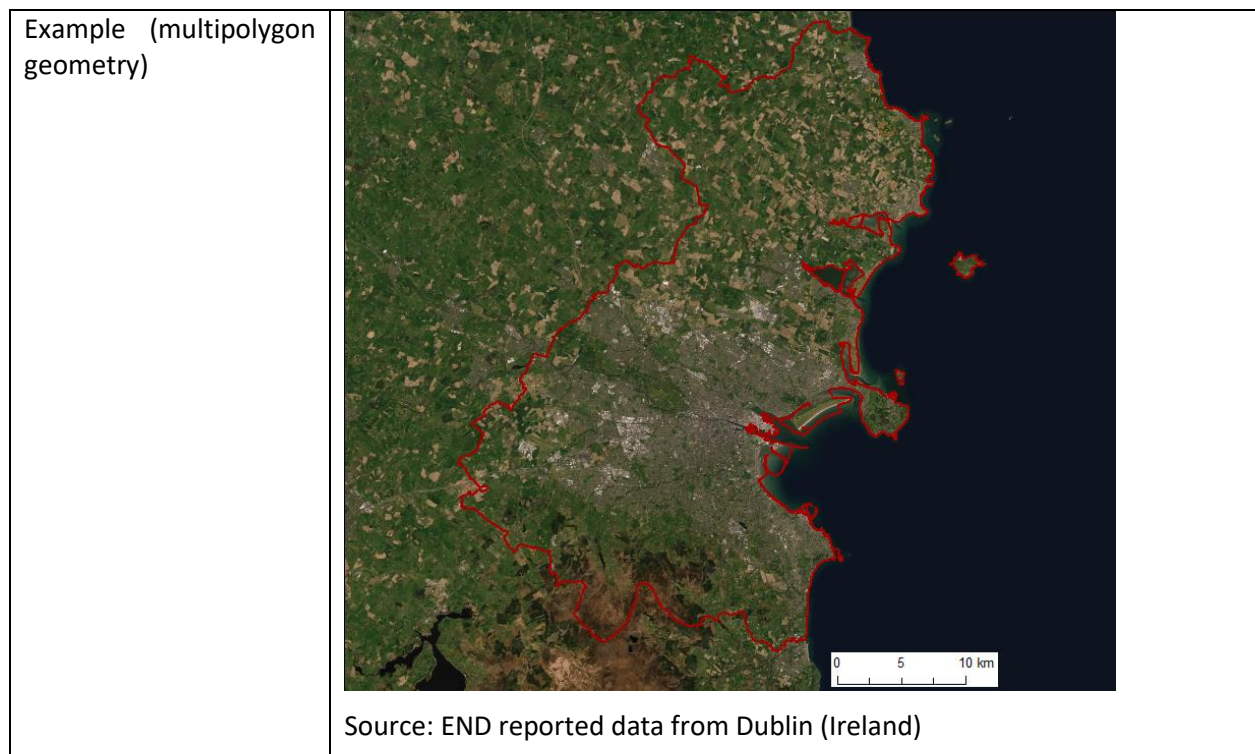 Example (multipolygon
geometry)
0 5 10 km
Source: END reported data from Dublin (Ireland)